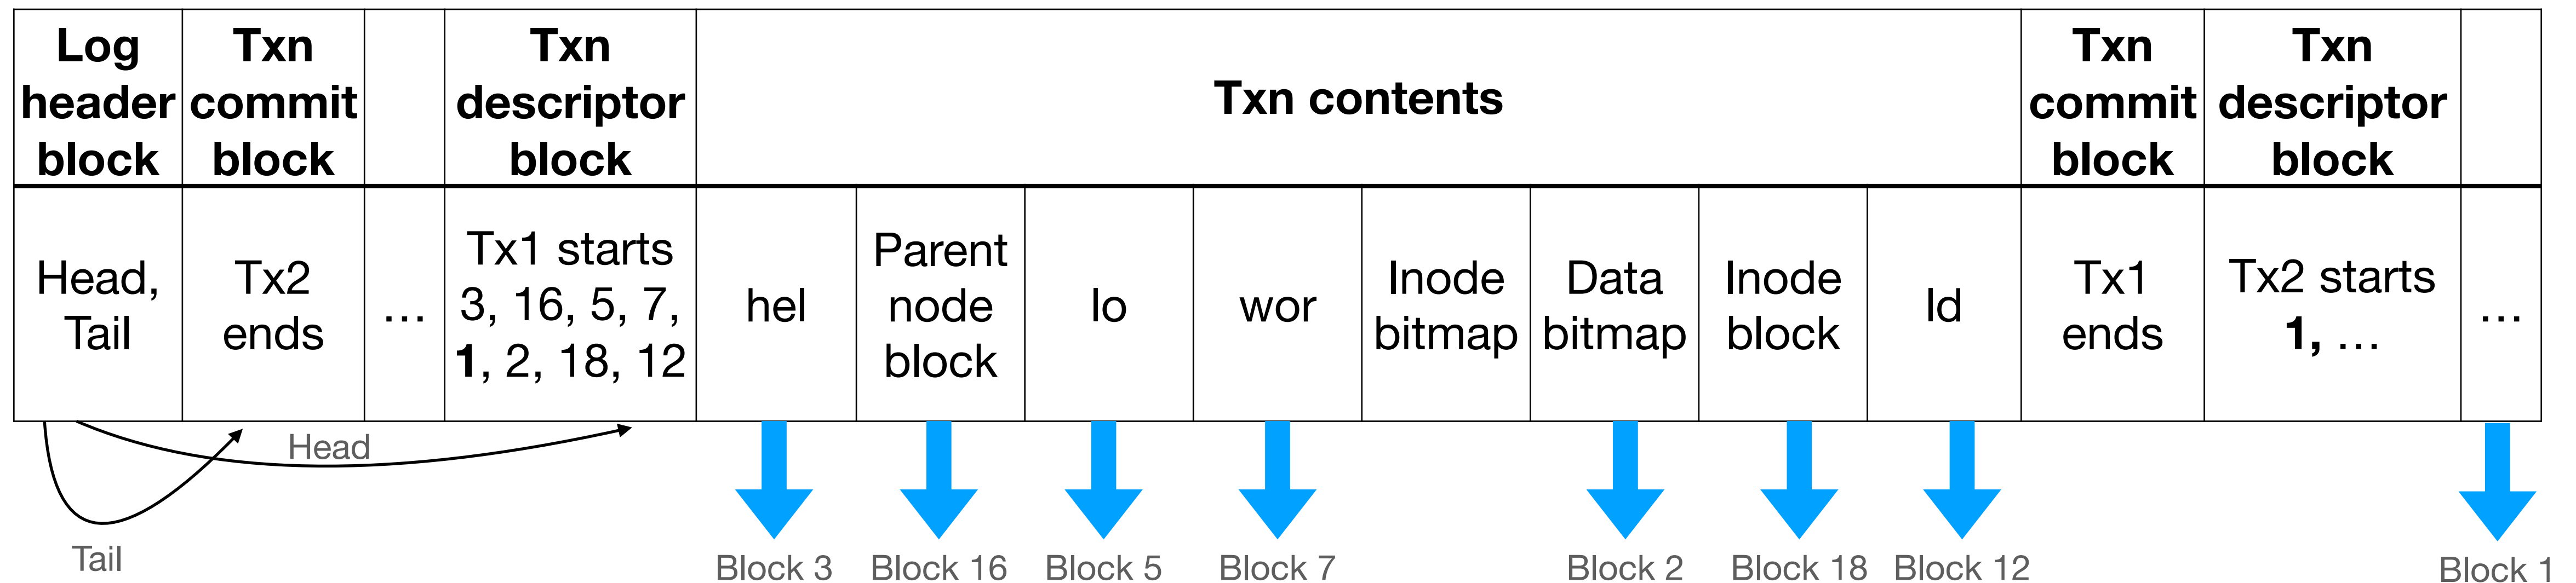 Log
header
block
Txn
commit
block
Txn
descriptor
block
Txn contents
Txn
commit
block
Txn
descriptor
block
Head,
Tail
Tx2
ends
...
Tx1 starts
3, 16, 5, 7,
1, 2, 18, 12
hel
Parent
node
block
lo
wor
Inode
bitmap
Data
bitmap
Inode
block
ld
Tx1
ends
Tx2 starts
1, ...
...
Head
Tail
Block 3
Block 16
Block 5
Block 7
Block 2
Block 18
Block 12
Block 1